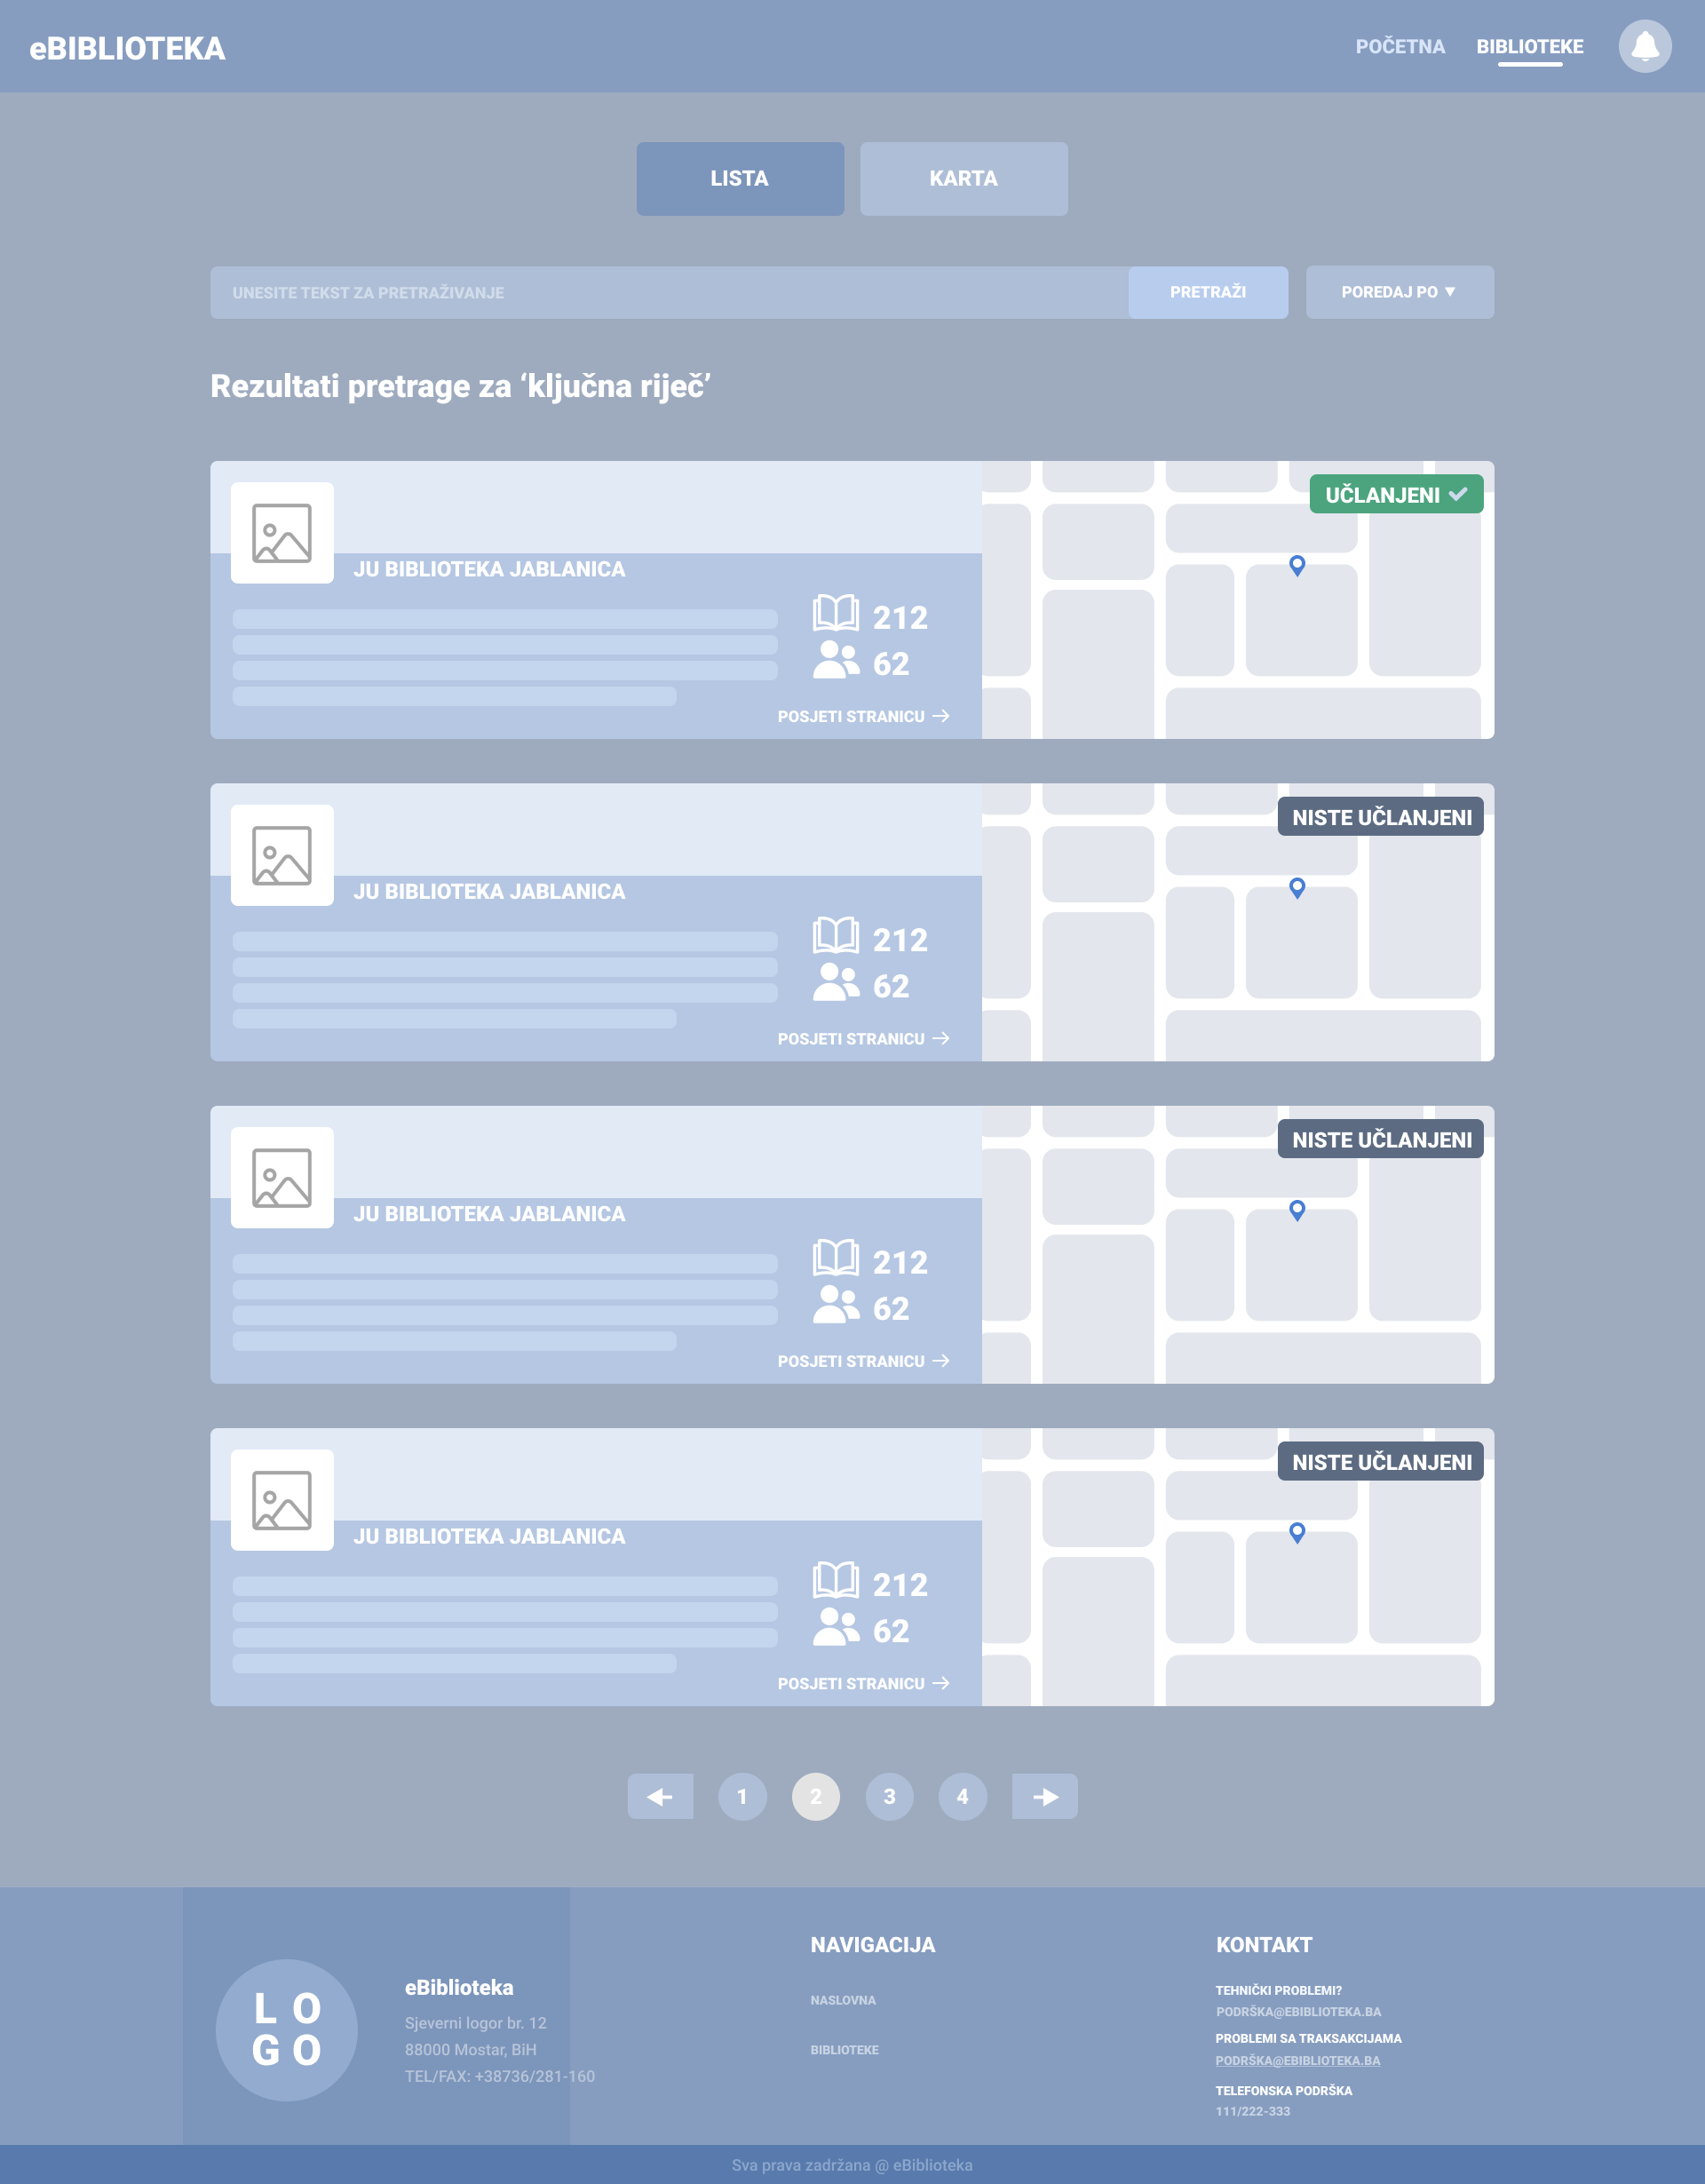 eBIBLIOTEKA
POČETNA BIBLIOTEKE
LISTA KARTA
UNESITE TEKST ZA PRETRAŽIVANJE PRETRAŽI POREDAJ PO
Rezultati pretrage za ‘ključna riječ’
UČLANJENI
JU BIBLIOTEKA JABLANICA
212
62
POSJETI STRANICU
NISTE UČLANJENI
JU BIBLIOTEKA JABLANICA
212
62
POSJETI STRANICU
NISTE UČLANJENI
JU BIBLIOTEKA JABLANICA
212
62
POSJETI STRANICU
NISTE UČLANJENI
JU BIBLIOTEKA JABLANICA
212
62
POSJETI STRANICU
1 2 3 4
L O
G O
eBiblioteka
Sjeverni logor br. 12
88000 Mostar, BiH
TEL/FAX: +38736/281-160
NAVIGACIJA
NASLOVNA
BIBLIOTEKE
KONTAKT
TEHNIČKI PROBLEMI?
PODRŠKA@EBIBLIOTEKA.BA
PROBLEMI SA TRAKSAKCIJAMA
PODRŠKA@EBIBLIOTEKA.BA
TELEFONSKA PODRŠKA
111/222-333
Sva prava zadržana @ eBiblioteka